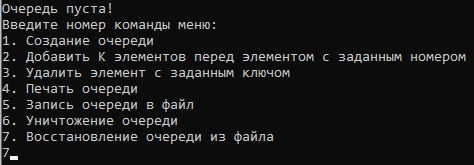 Очередь пуста!
Введите номер команды меню:
1. Создание очереди
2. Добавить К элементов перед элементом с заданным номером
3. Удалить элемент с заданным ключом
4. Печать очереди
5. Запись очереди в файл
6. Уничтожение очереди
7. Восстановление очереди из файла
7